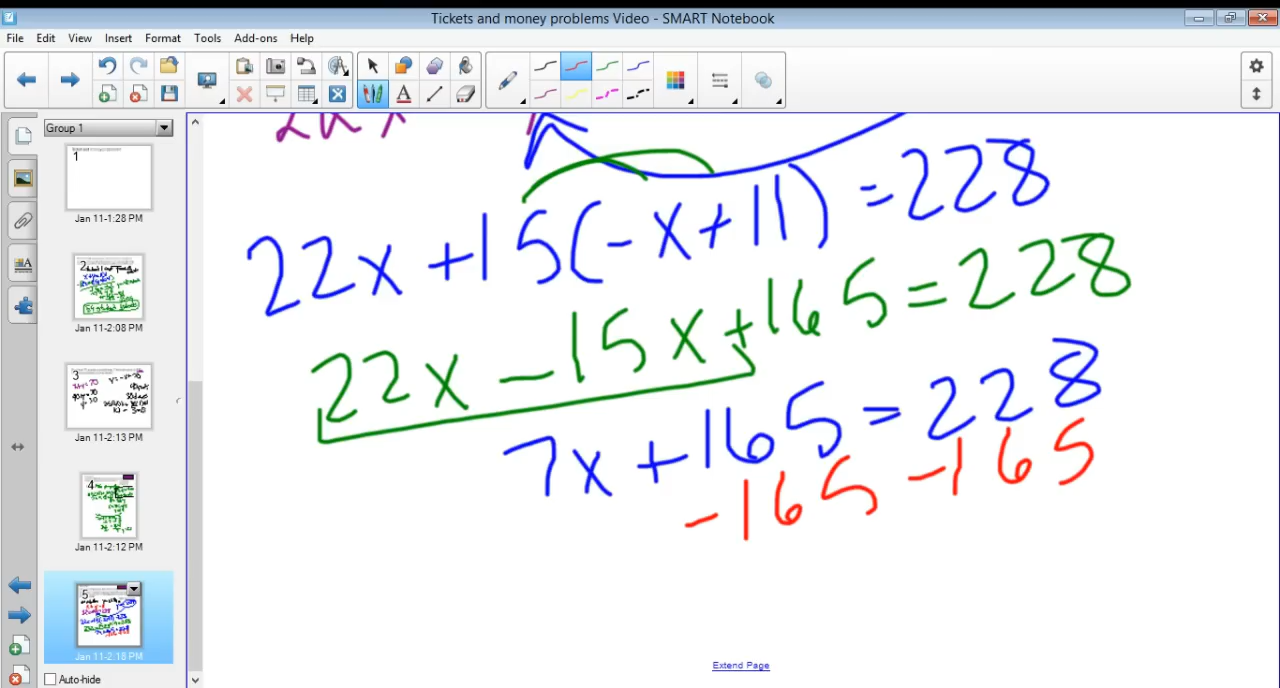 Tickets and money problems Video - SMART Notebook
File Edit View Insert Format Tools Add-ons Help
Group 1
1
Jan 11-1:28 PM
2
Jan 11-2:08 PM
3
Jan 11-2:13 PM
4
Jan 11-2:12 PM
5
Jan 11-2:18 PM
Auto-hide
22x + 15(-x + 11) = 228
22x - 15x + 165 = 228
7x + 165 = 228
-165 -165
Extend Page